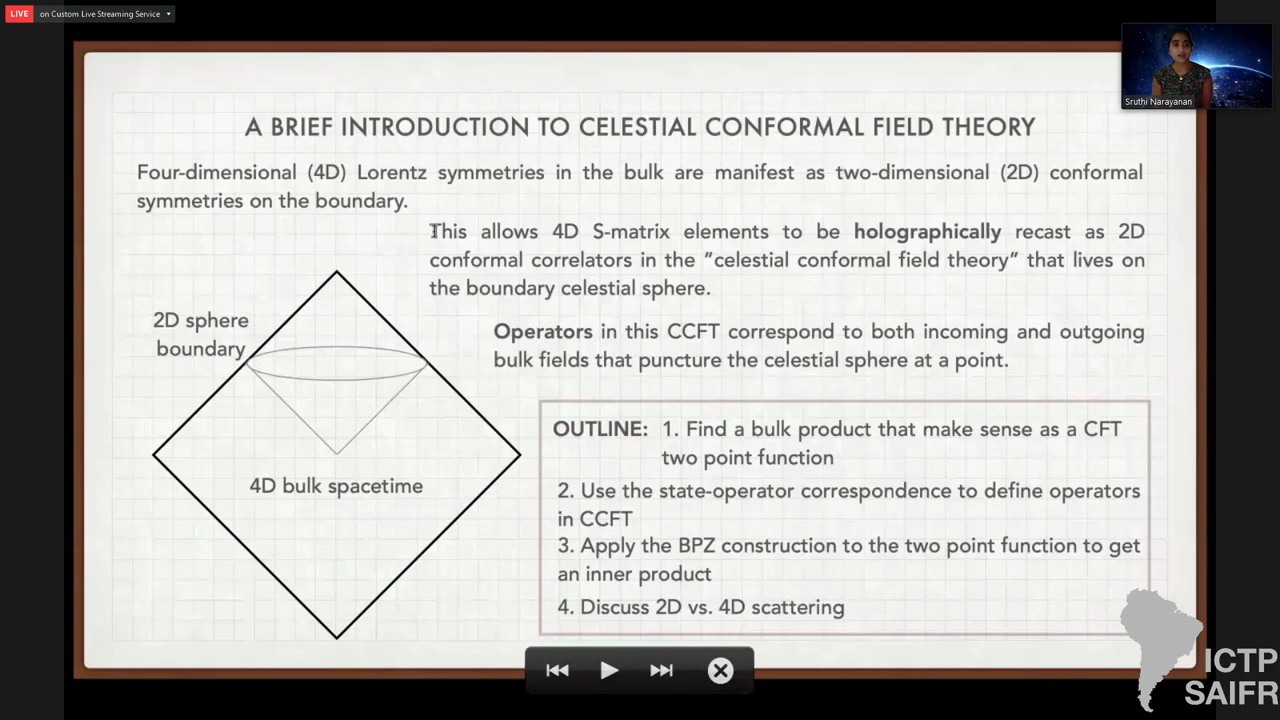 LIVE on Custom Live Streaming Service
Sruthi Narayanan
A BRIEF INTRODUCTION TO CELESTIAL CONFORMAL FIELD THEORY
Four-dimensional (4D) Lorentz symmetries in the bulk are manifest as two-dimensional (2D) conformal
symmetries on the boundary.
This allows 4D S-matrix elements to be holographically recast as 2D
conformal correlators in the “celestial conformal field theory” that lives on
the boundary celestial sphere.
2D sphere
boundary
Operators in this CCFT correspond to both incoming and outgoing
bulk fields that puncture the celestial sphere at a point.
4D bulk spacetime
OUTLINE: 1. Find a bulk product that make sense as a CFT
two point function
2. Use the state-operator correspondence to define operators
in CCFT
3. Apply the BPZ construction to the two point function to get
an inner product
4. Discuss 2D vs. 4D scattering
ICTP
SAIFR